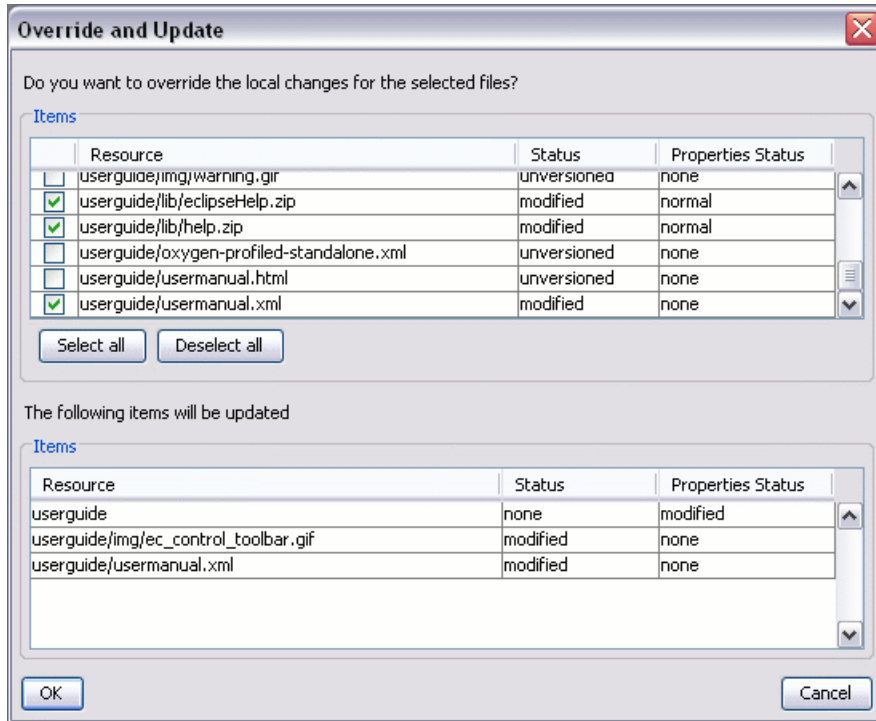 Override and Update
Do you want to override the local changes for the selected files?
Items
Resource Status Properties Status
userguide/img/warning.gif unversioned none
userguide/lib/eclipseHelp.zip modified normal
userguide/lib/help.zip modified normal
userguide/oxygen-profiled-standalone.xml unversioned none
userguide/usermanual.html unversioned none
userguide/usermanual.xml modified none
Select all Deselect all
The following items will be updated
Items
Resource Status Properties Status
userguide none modified
userguide/img/ec_control_toolbar.gif modified none
userguide/usermanual.xml modified none
OK Cancel